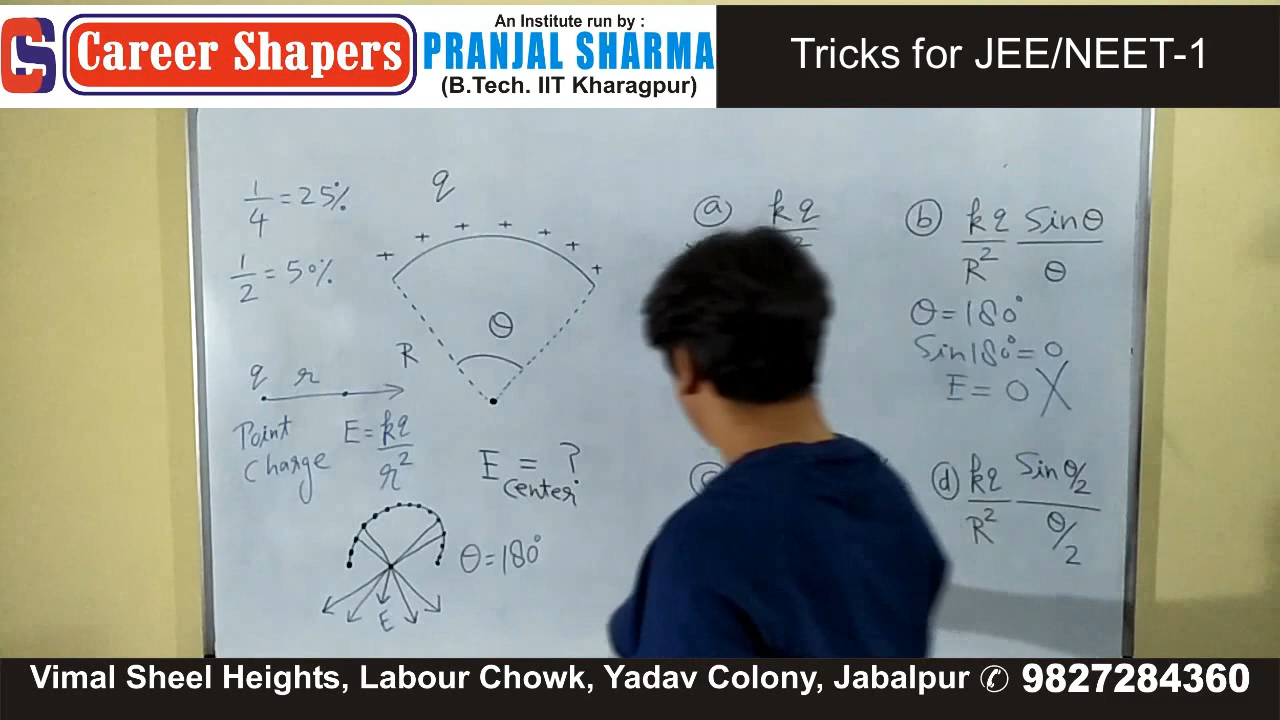 An Institute run by :
Career Shapers
PRANJAL SHARMA
(B.Tech. IIT Kharagpur)
Tricks for JEE/NEET-1
1/4 = 25%
1/2 = 50%
q
+ + + + + + +
θ
R
q r
Point Charge
E = kq/r²
E center = ?
θ = 180°
E
(a) kq
(b) kq/R² Sinθ/θ
θ = 180°
Sin180° = 0
E = 0 X
(c)
(d) kq/R² Sin θ/2 / θ/2
Vimal Sheel Heights, Labour Chowk, Yadav Colony, Jabalpur ✆ 9827284360